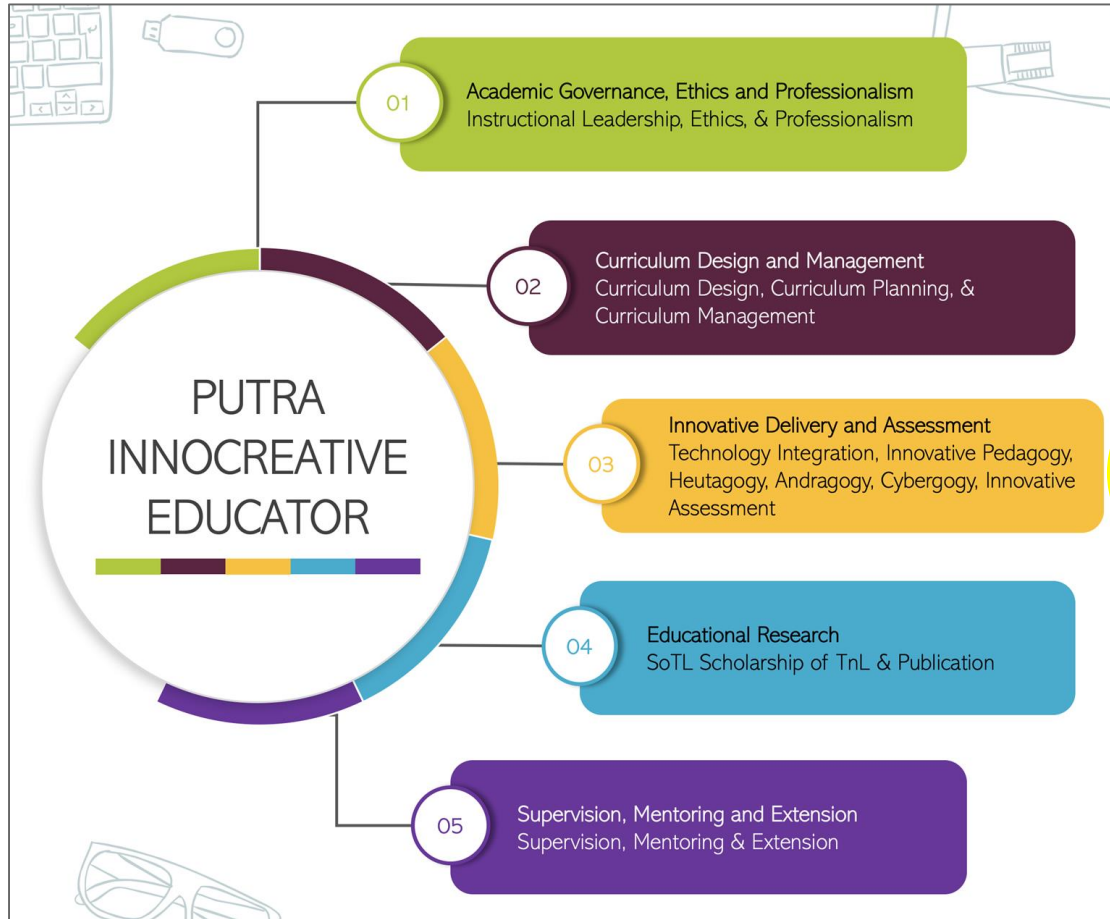 01
Academic Governance, Ethics and Professionalism
Instructional Leadership, Ethics, & Professionalism
02
Curriculum Design and Management
Curriculum Design, Curriculum Planning, &
Curriculum Management
PUTRA
INNOCREATIVE
EDUCATOR
03
Innovative Delivery and Assessment
Technology Integration, Innovative Pedagogy,
Heutagogy, Andragogy, Cybergogy, Innovative
Assessment
04
Educational Research
SoTL Scholarship of TnL & Publication
05
Supervision, Mentoring and Extension
Supervision, Mentoring & Extension